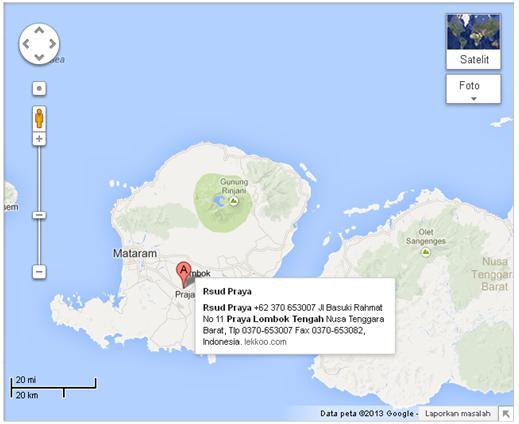 Sea
Satelit
Foto
Gunung
Rinjani
sem
Olet
Sangenges
Mataram
Nusa
Tenggara
Barat
A
mbok
Praja
Rsud Praya
Rsud Praya +62 370 653007 Jl Basuki Rahmat
No 11 Praya Lombok Tengah Nusa Tenggara
Barat, Tlp 0370-653007 Fax 0370-653082,
Indonesia. lekkoo.com
20 mi
20 km
Data peta ©2013 Google - Laporkan masalah